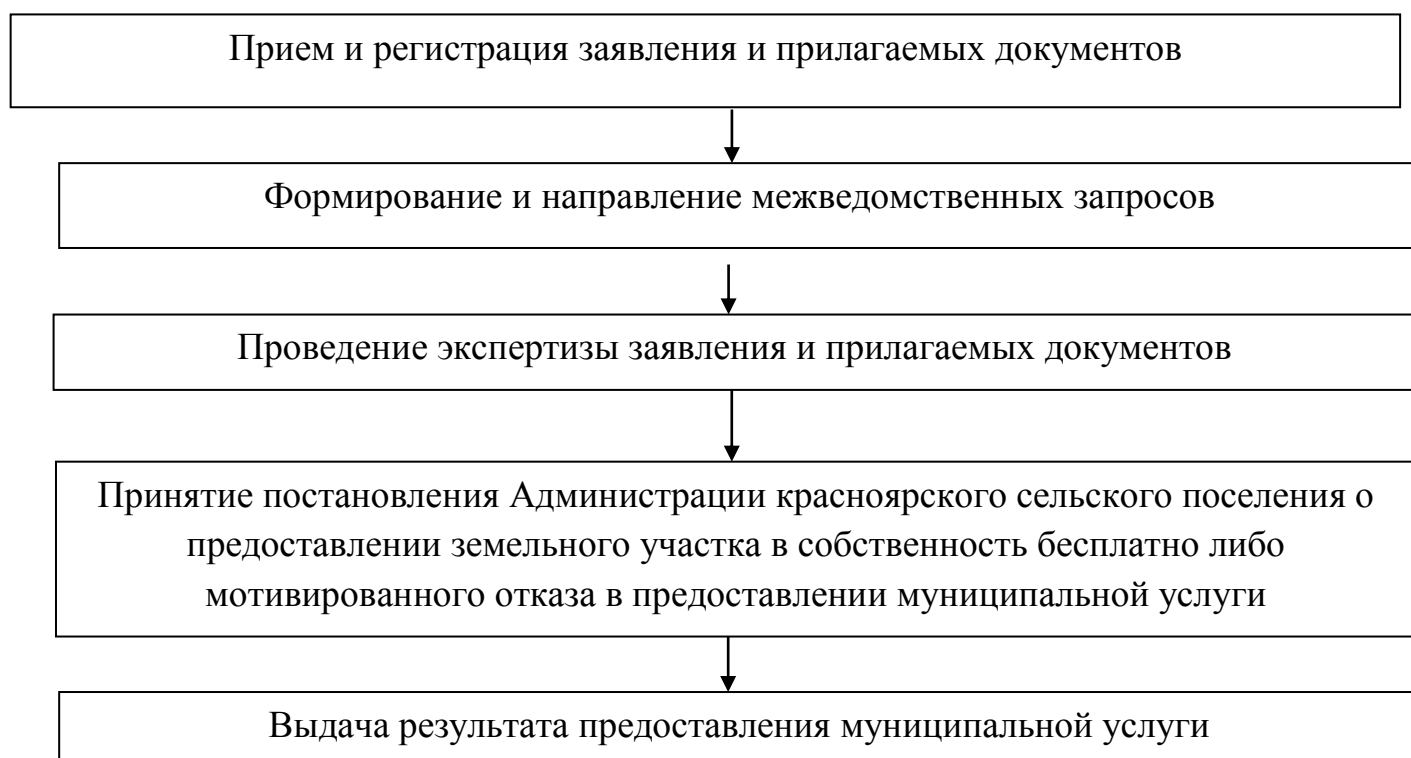 Прием и регистрация заявления и прилагаемых документов
Формирование и направление межведомственных запросов
Проведение экспертизы заявления и прилагаемых документов
Принятие постановления Администрации красноярского сельского поселения о
предоставлении земельного участка в собственность бесплатно либо
мотивированного отказа в предоставлении муниципальной услуги
Выдача результата предоставления муниципальной услуги